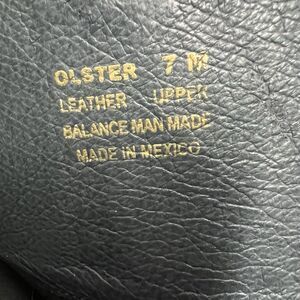 OLSTER 7 M
LEATHER UPPER
BALANCE MAN MADE
MADE IN MEXICO